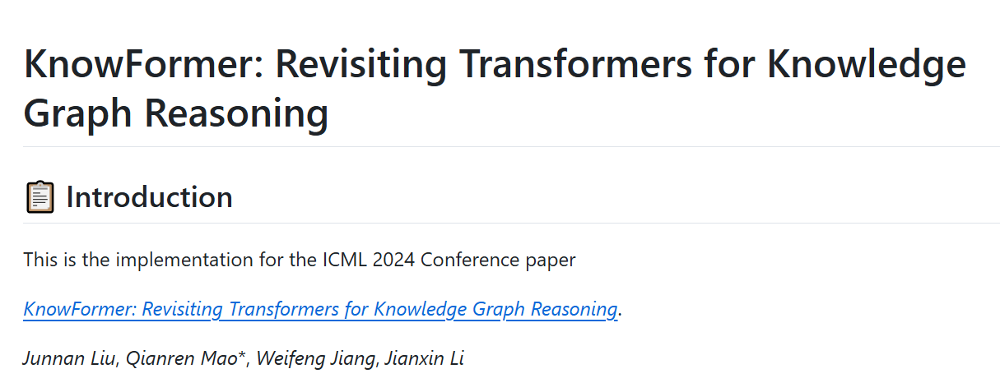 KnowFormer: Revisiting Transformers for Knowledge
Graph Reasoning
Introduction
This is the implementation for the ICML 2024 Conference paper
KnowFormer: Revisiting Transformers for Knowledge Graph Reasoning.
Junnan Liu, Qianren Mao*, Weifeng Jiang, Jianxin Li